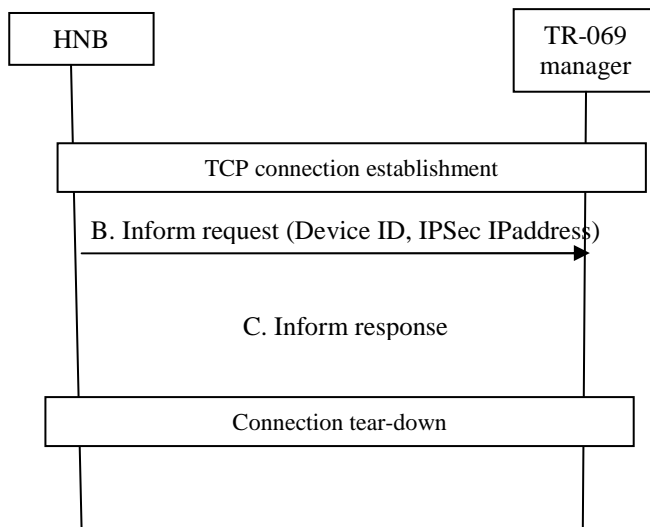 HNB
TR-069
manager
TCP connection establishment
B. Inform request (Device ID, IPSec IPaddress)
C. Inform response
Connection tear-down